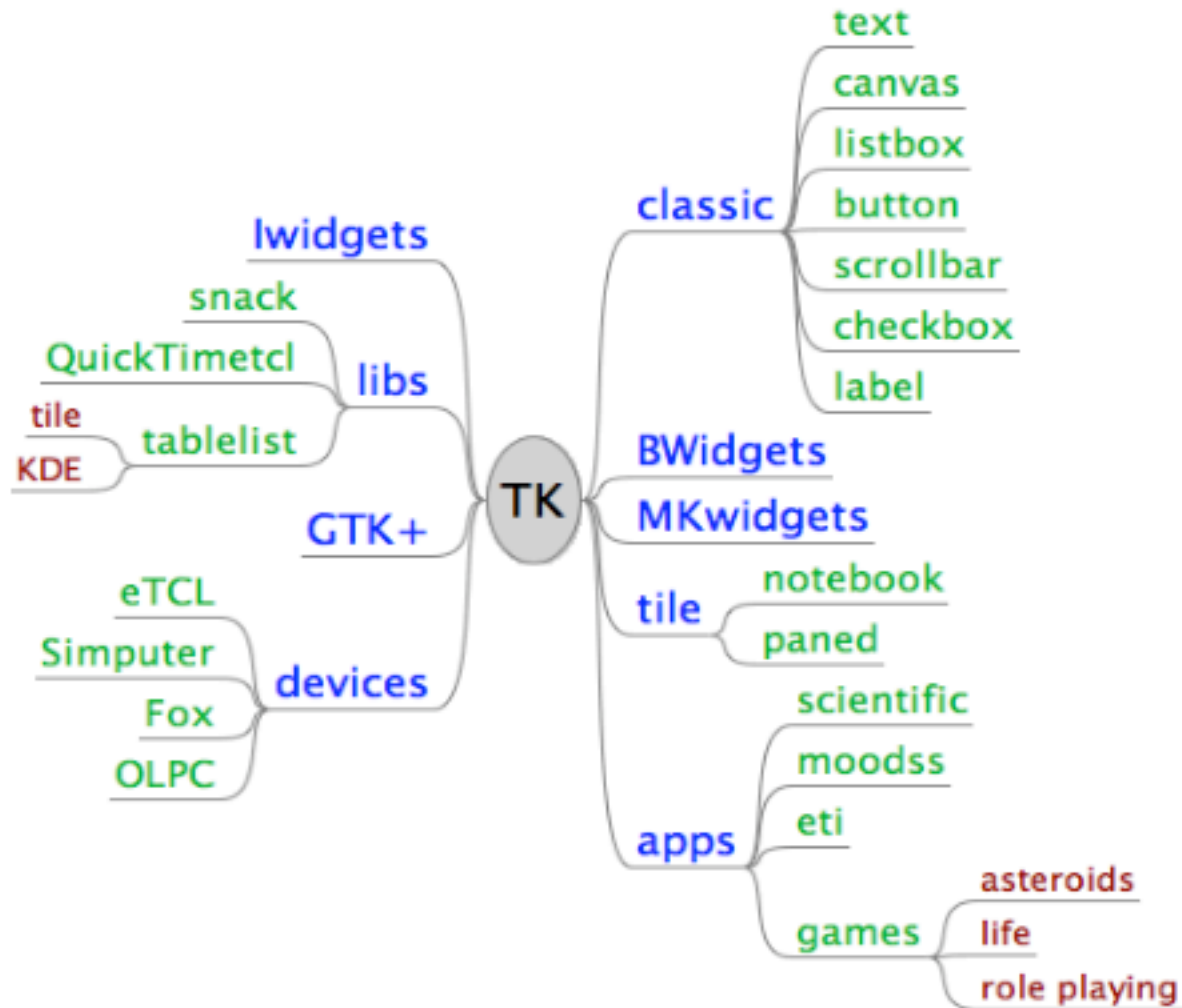 TK
classic
text
canvas
listbox
button
scrollbar
checkbox
label
BWidgets
MKwidgets
tile
notebook
paned
apps
scientific
moodss
eti
games
asteroids
life
role playing
Iwidgets
libs
snack
QuickTimetcl
tablelist
tile
KDE
GTK+
devices
eTCL
Simputer
Fox
OLPC